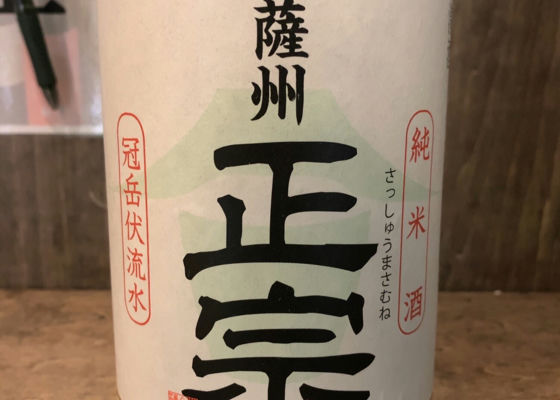 薩州
正宗
さっしゅうまさむね
純米酒
冠岳伏流水